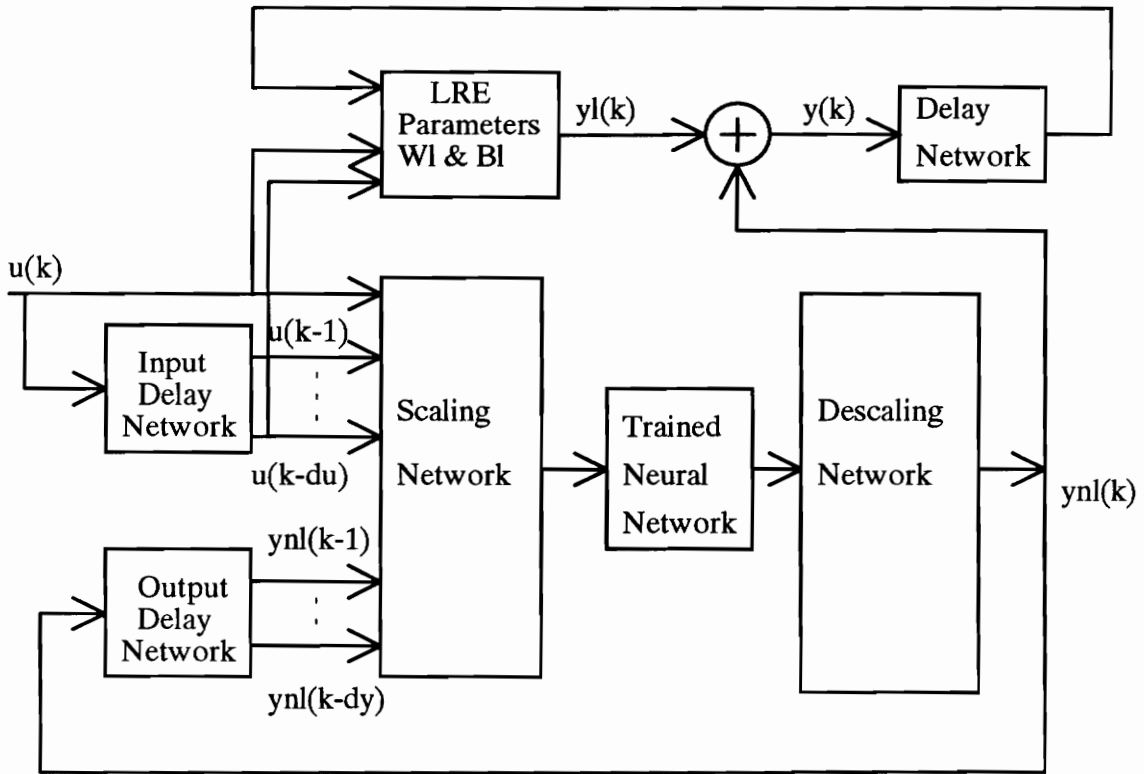 LRE
Parameters
Wl & Bl
yl(k)
y(k)
Delay
Network
u(k)
Input
Delay
Network
u(k-1)
u(k-du)
Scaling
Network
Trained
Neural
Network
Descaling
Network
ynl(k)
Output
Delay
Network
ynl(k-1)
ynl(k-dy)